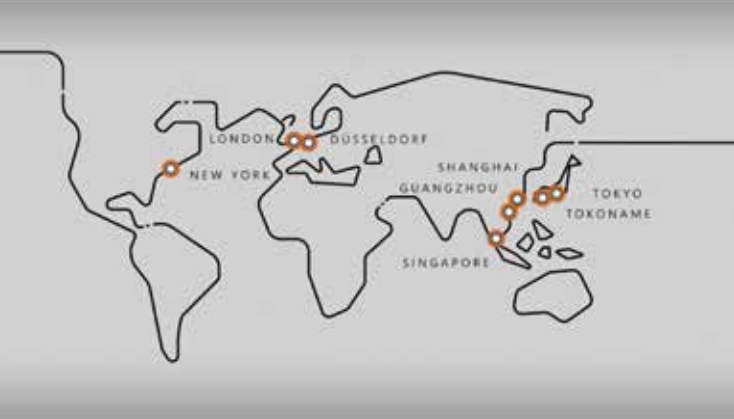 LONDON
DÜSSELDORF
NEW YORK
SHANGHAI
GUANGZHOU
TOKYO
TOKONAME
SINGAPORE